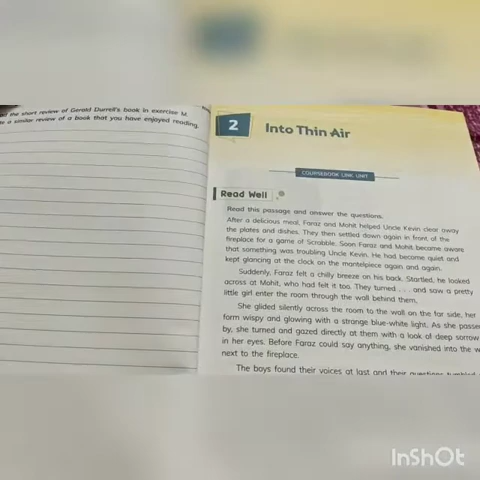 the short review of Gerald Durrell's book in exercise M.
a similar review of a book that you have enjoyed reading.
2
Into Thin Air
COURSEBOOK LINK: UNIT
Read Well
Read this passage and answer the questions.
After a delicious meal, Faraz and Mohit helped Uncle Kevin clear away
the plates and dishes. They then settled down again in front of the
fireplace for a game of Scrabble. Soon Faraz and Mohit became aware
that something was troubling Uncle Kevin. He had become quiet and
kept glancing at the clock on the mantelpiece again and again.
Suddenly, Faraz felt a chilly breeze on his back. Startled, he looked
across at Mohit, who had felt it too. They turned . . . and saw a pretty
little girl enter the room through the wall behind them.
She glided silently across the room to the wall on the far side, her
form wispy and glowing with a strange blue-white light. As she passe
by, she turned and gazed directly at them with a look of deep sorrow
in her eyes. Before Faraz could say anything, she vanished into the w
next to the fireplace.
The boys found their voices at last and their questions tumbled
InShOt